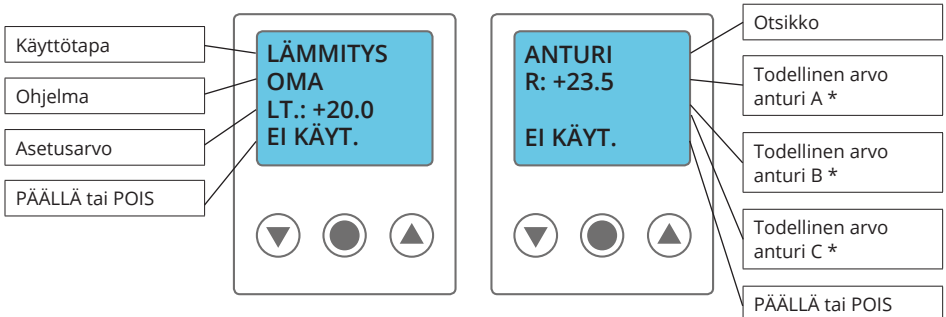 Käyttötapa
Ohjelma
Asetusarvo
PÄÄLLÄ tai POIS
LÄMMITYS
OMA
LT.: +20.0
EI KÄYT.
ANTURI
R: +23.5
EI KÄYT.
Otsikko
Todellinen arvo
anturi A *
Todellinen arvo
anturi B *
Todellinen arvo
anturi C *
PÄÄLLÄ tai POIS